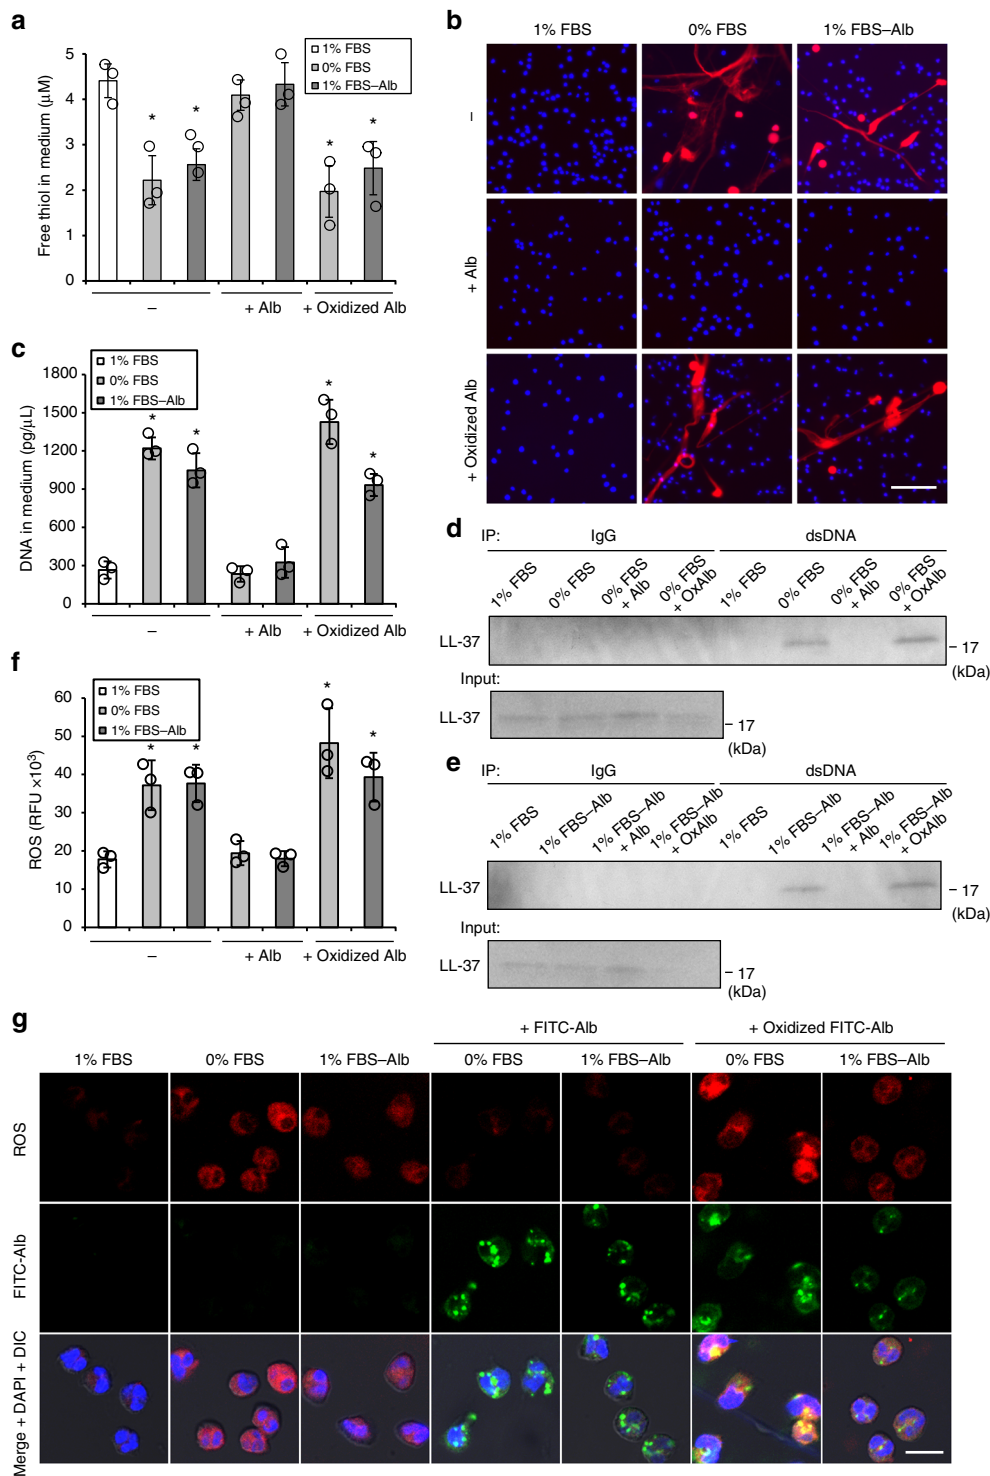 a
1% FBS
0% FBS
1% FBS–Alb
Free thiol in medium (μM)
5
4
3
2
1
0
*
*
*
*
–
+ Alb
+ Oxidized Alb
b
1% FBS
0% FBS
1% FBS–Alb
–
+ Alb
+ Oxidized Alb
c
1% FBS
0% FBS
1% FBS–Alb
DNA in medium (pg/μL)
1800
1500
1200
900
600
300
0
*
*
*
*
–
+ Alb
+ Oxidized Alb
d
IP:
IgG
dsDNA
1% FBS
0% FBS
0% FBS + Alb
0% FBS + OxAlb
1% FBS
0% FBS
0% FBS + Alb
0% FBS + OxAlb
LL-37
– 17
(kDa)
Input:
LL-37
– 17
(kDa)
e
IP:
IgG
dsDNA
1% FBS
1% FBS–Alb
1% FBS–Alb + Alb
1% FBS–Alb + OxAlb
1% FBS
1% FBS–Alb
1% FBS–Alb + Alb
1% FBS–Alb + OxAlb
LL-37
– 17
(kDa)
Input:
LL-37
– 17
(kDa)
f
1% FBS
0% FBS
1% FBS–Alb
ROS (RFU ×10³)
60
50
40
30
20
10
0
*
*
*
*
–
+ Alb
+ Oxidized Alb
g
+ FITC-Alb
+ Oxidized FITC-Alb
1% FBS
0% FBS
1% FBS–Alb
0% FBS
1% FBS–Alb
0% FBS
1% FBS–Alb
ROS
FITC-Alb
Merge + DAPI + DIC